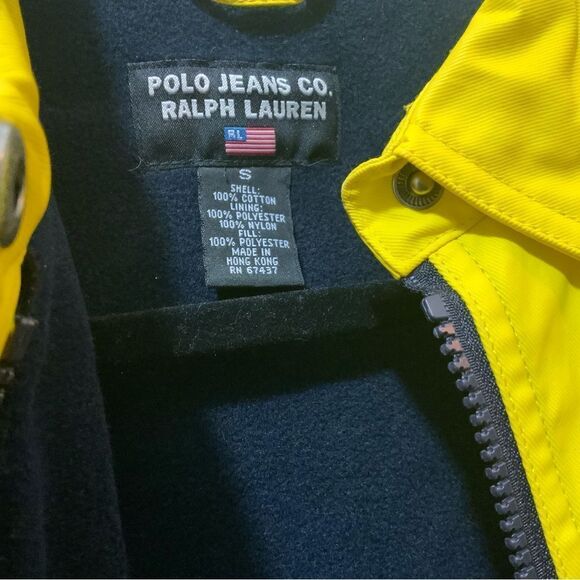 POLO JEANS CO.
RALPH LAUREN
RL
S
SHELL:
100% COTTON
LINING:
100% POLYESTER
100% NYLON
FILL:
100% POLYESTER
MADE IN
HONG KONG
RN 67437